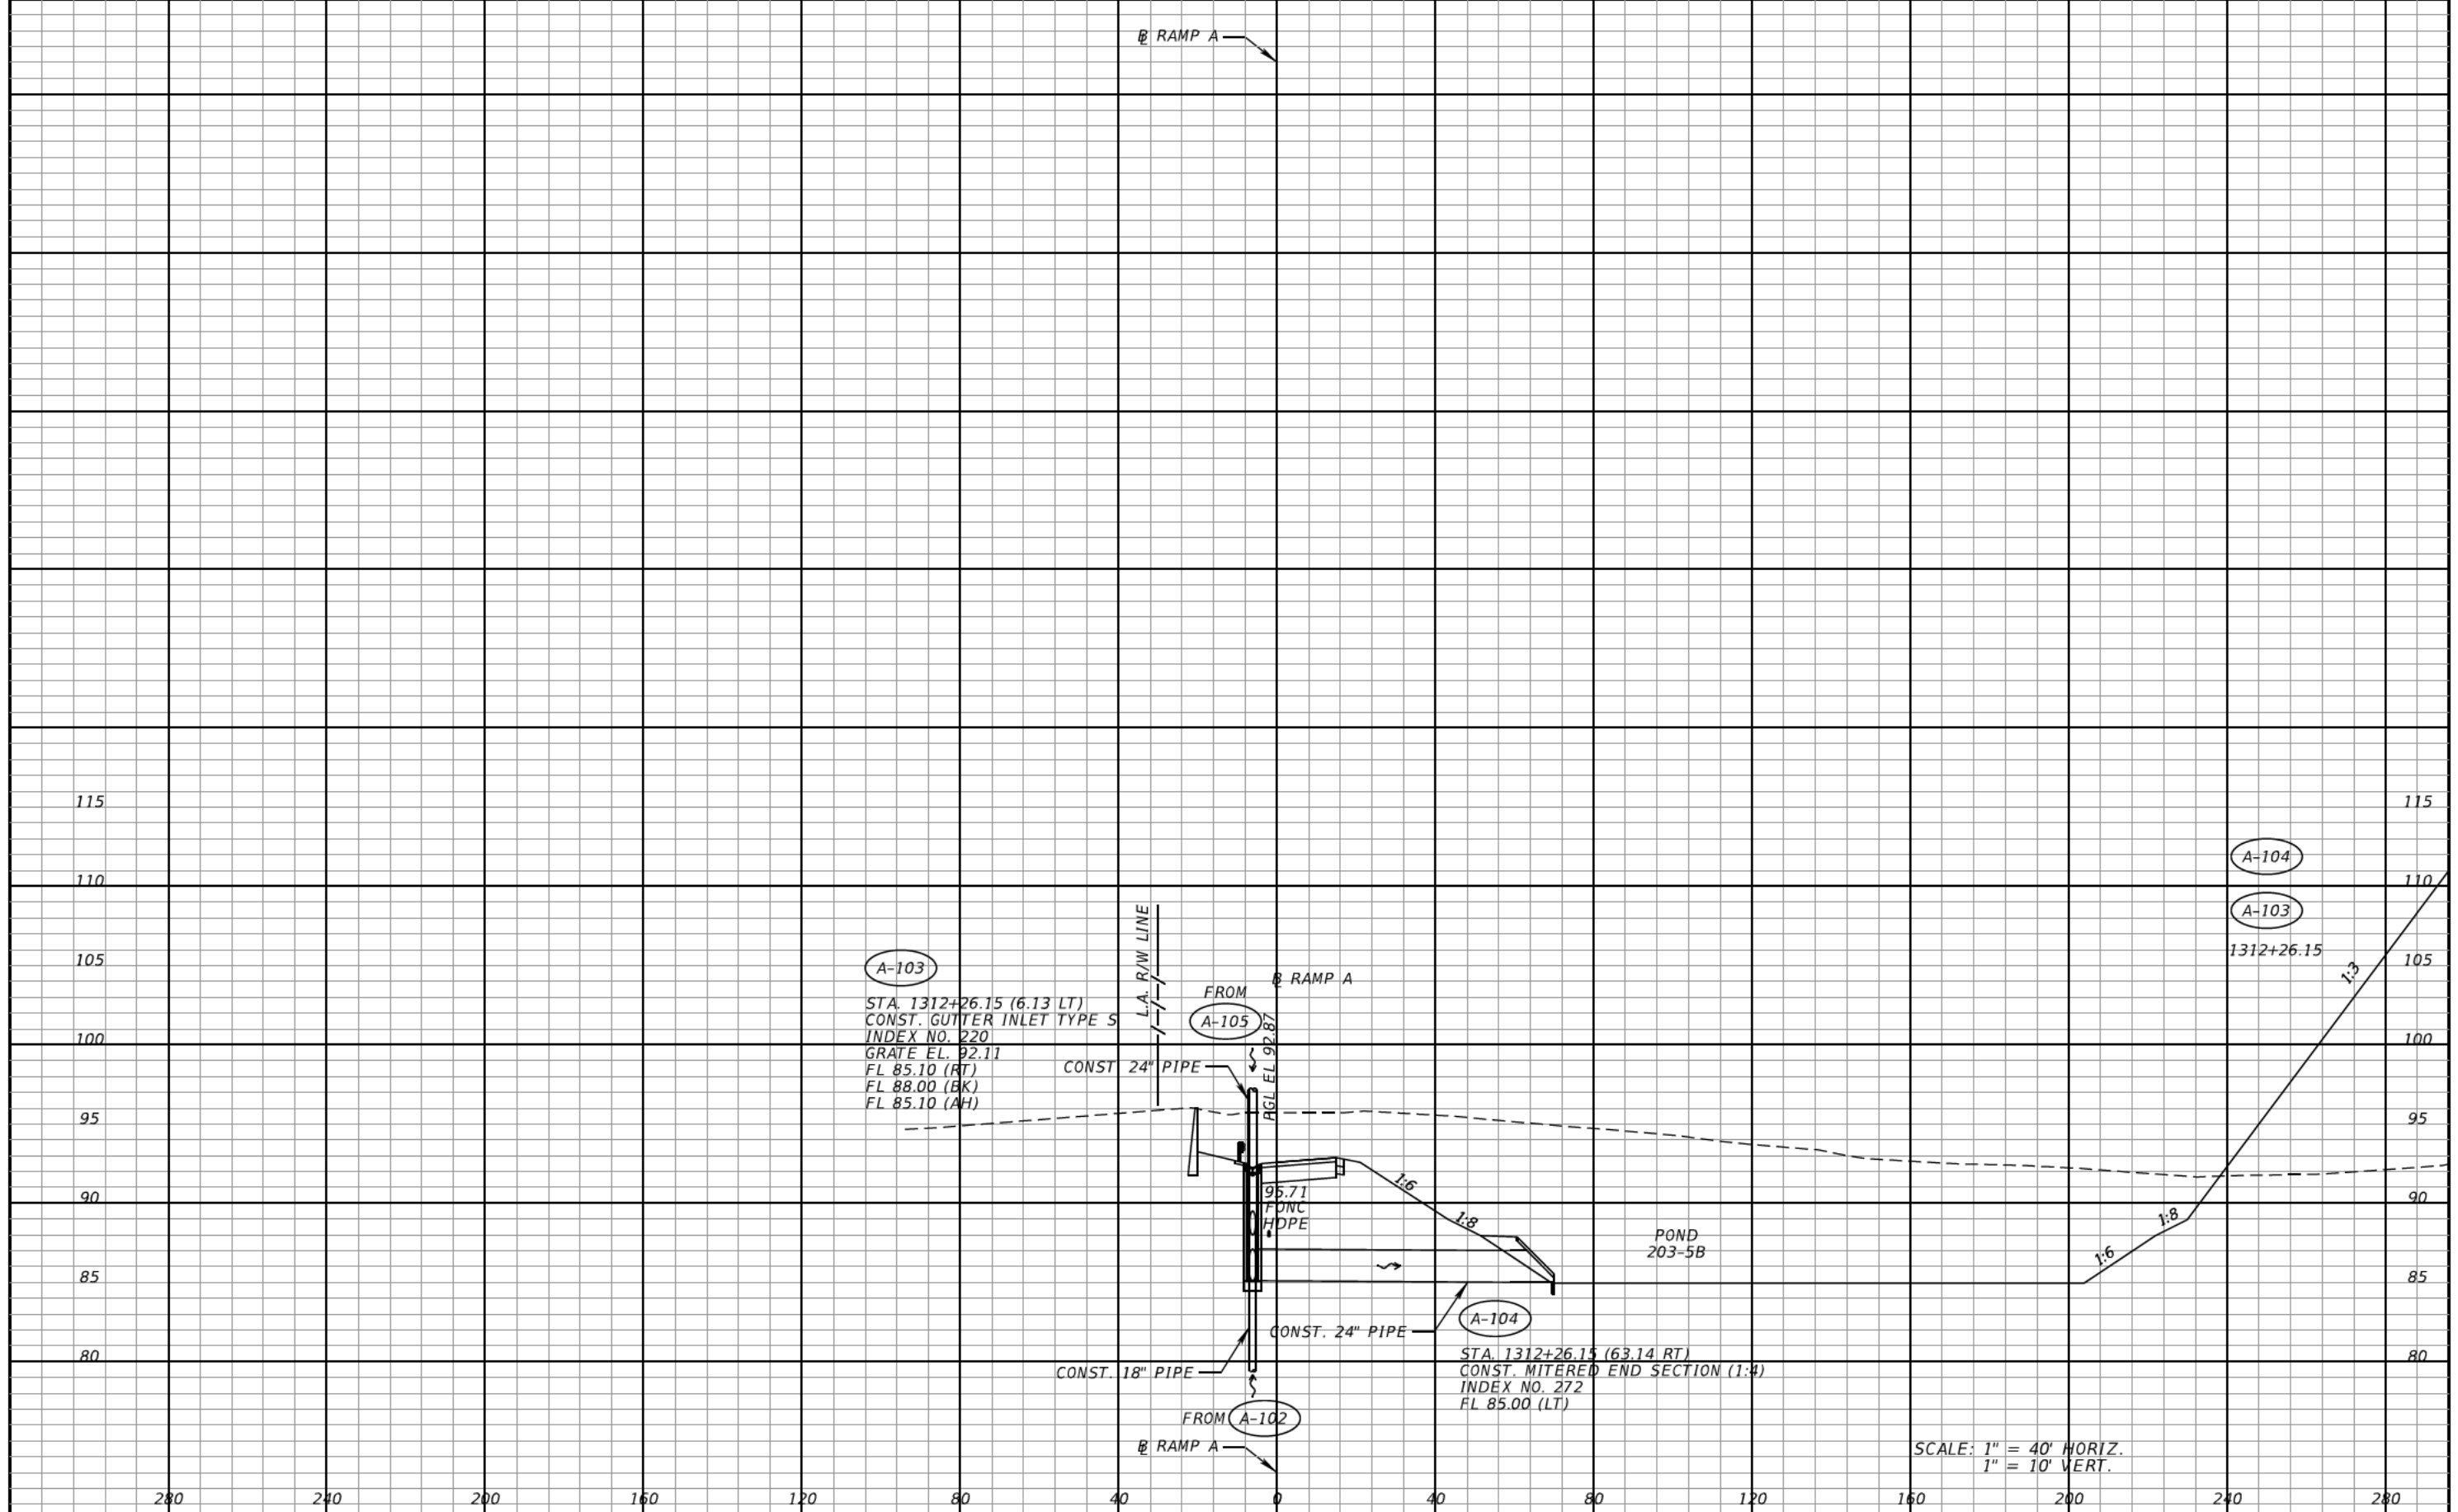 ℄ RAMP A
115
115
A-104
110
110
A-103
1312+26.15
105
105
1:3
A-103
STA. 1312+26.15 (6.13 LT)
CONST. GUTTER INLET TYPE S
INDEX NO. 220
GRATE EL. 92.11
FL 85.10 (RT)
FL 88.00 (BK)
FL 85.10 (AH)
L.A. R/W LINE
℄ RAMP A
FROM
A-105
PGL EL 92.87
CONST. 24" PIPE
100
100
95
95
90
90
95.71
FONC
HDPE
1:6
1:8
POND
203-5B
1:8
1:6
85
85
CONST. 24" PIPE
A-104
STA. 1312+26.15 (63.14 RT)
CONST. MITERED END SECTION (1:4)
INDEX NO. 272
FL 85.00 (LT)
80
80
CONST. 18" PIPE
FROM A-102
℄ RAMP A
SCALE: 1" = 40' HORIZ.
1" = 10' VERT.
280 240 200 160 120 80 40 0 40 80 120 160 200 240 280